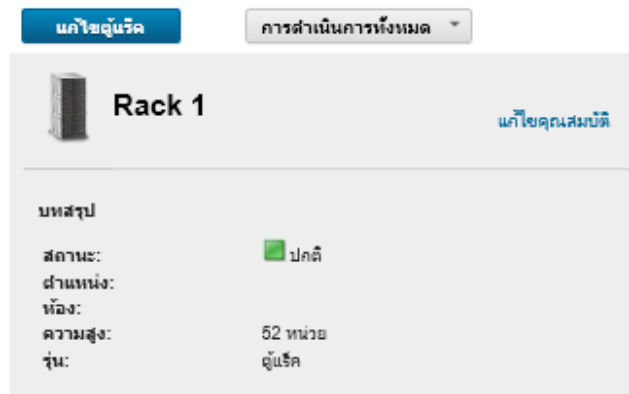 แก้ไขตู้แร็ค การดำเนินการทั้งหมด
Rack 1
แก้ไขคุณสมบัติ
บทสรุป
สถานะ: ปกติ
ตำแหน่ง:
ห้อง:
ความสูง: 52 หน่วย
รุ่น: ตู้แร็ค